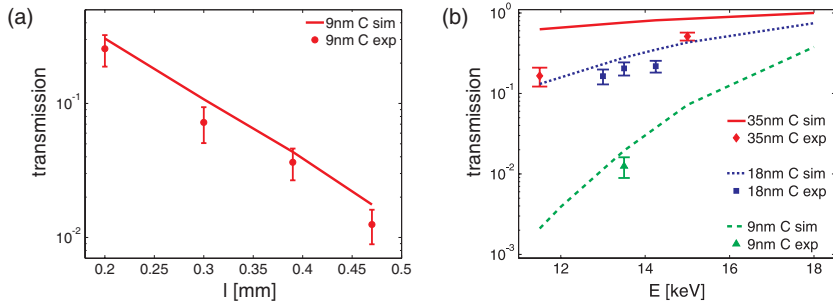 (a)
9nm C sim
9nm C exp
transmission
10⁻¹
10⁻²
0.2 0.25 0.3 0.35 0.4 0.45 0.5
l [mm]
(b)
10⁰
10⁻¹
10⁻²
10⁻³
transmission
35nm C sim
35nm C exp
18nm C sim
18nm C exp
9nm C sim
9nm C exp
12 14 16 18
E [keV]